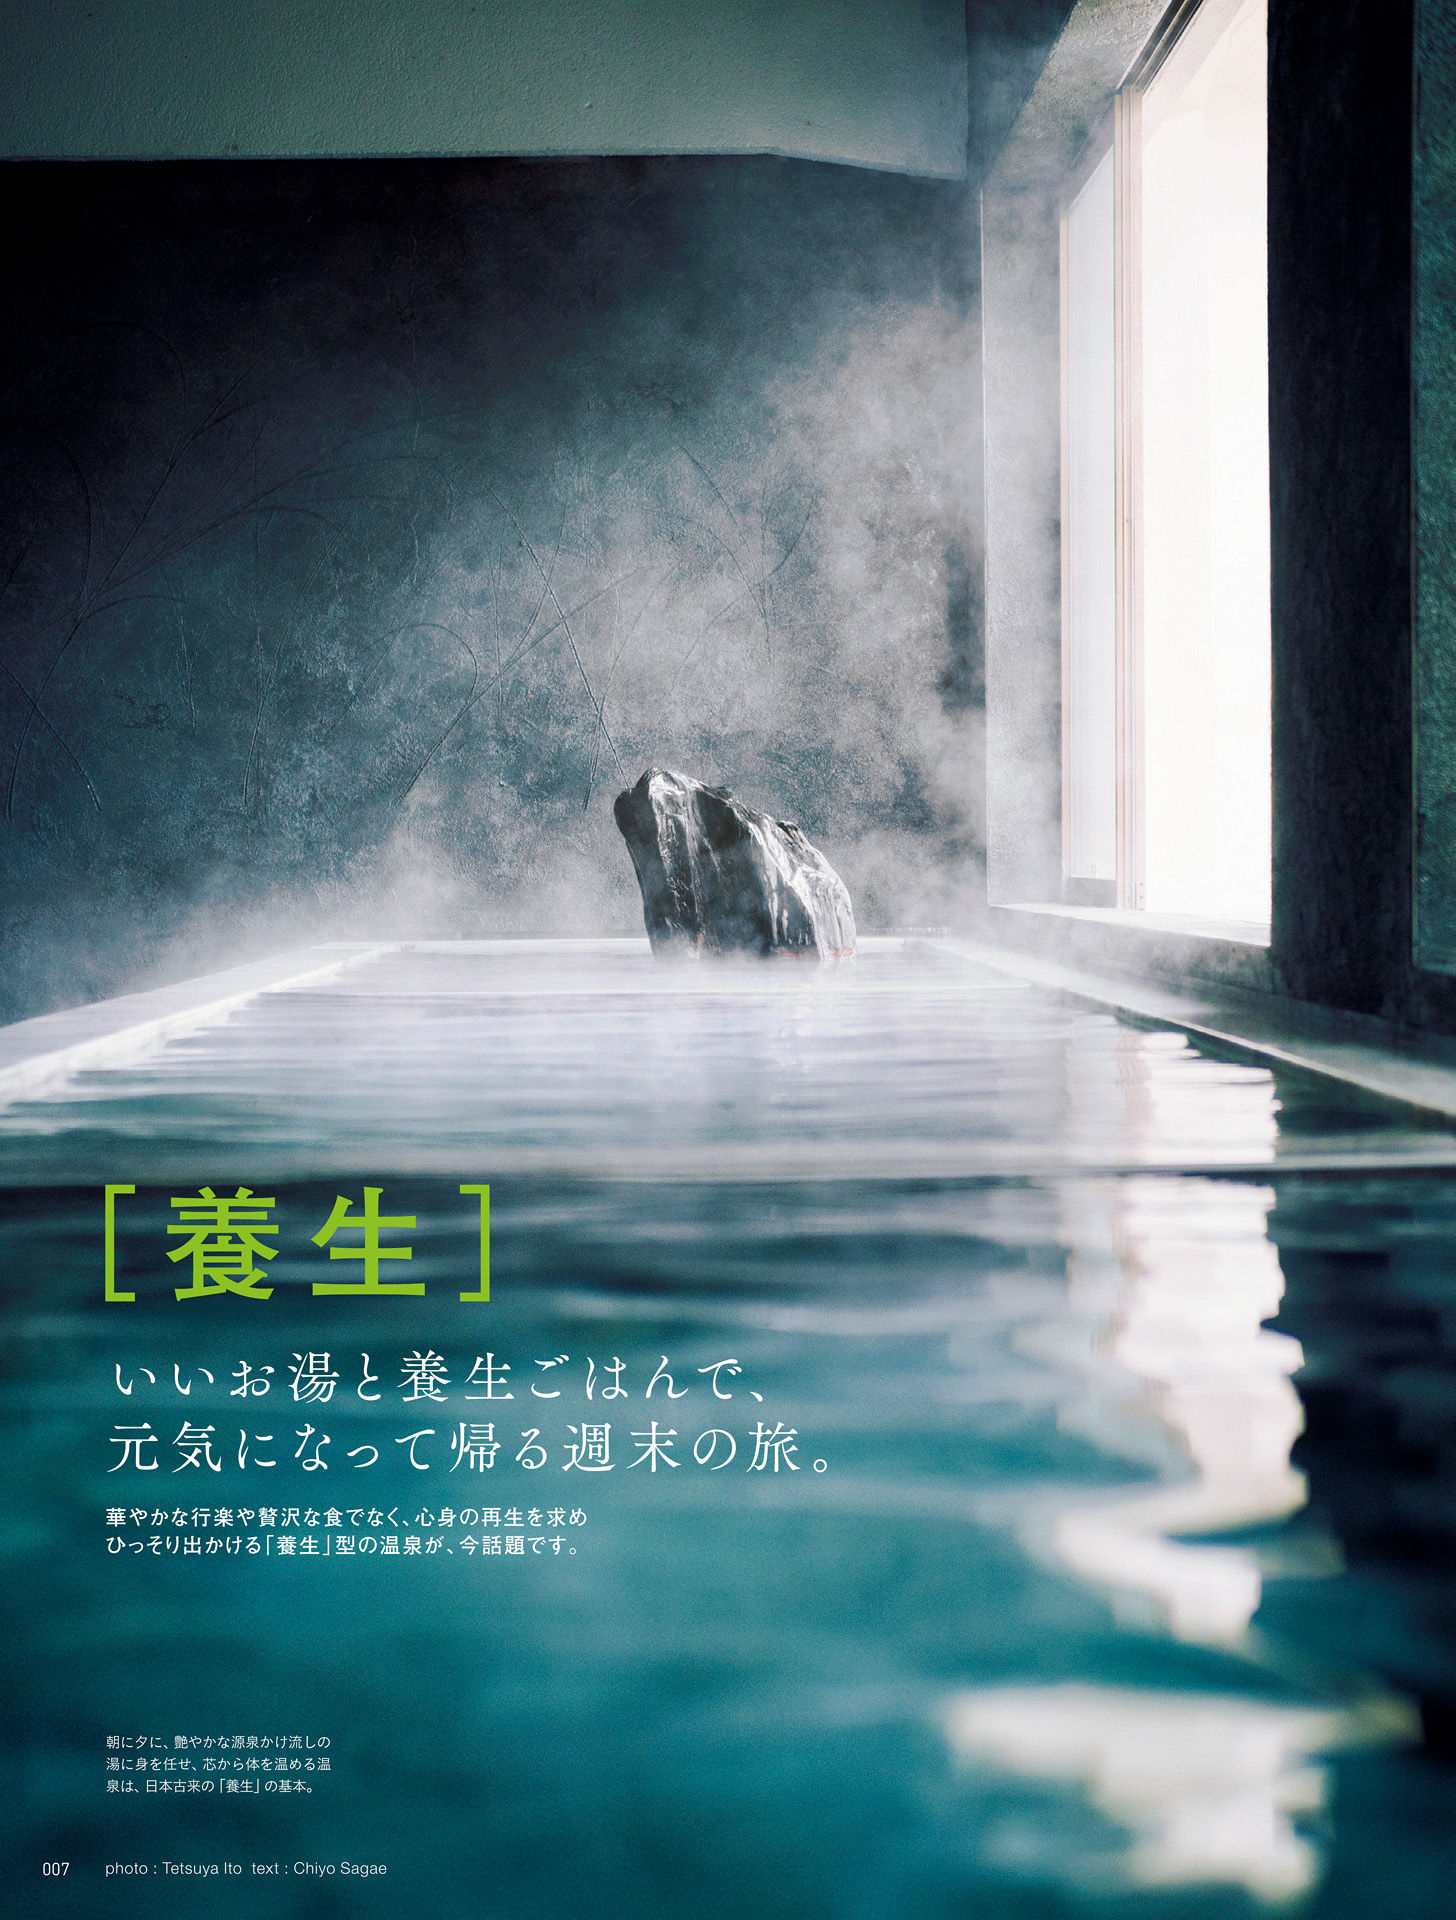 [養生]
いいお湯と養生ごはんで、
元気になって帰る週末の旅。
華やかな行楽や贅沢な食でなく、心身の再生を求め
ひっそり出かける「養生」型の温泉が、今話題です。
朝に夕に、艶やかな源泉かけ流しの
湯に身を任せ、芯から体を温める温
泉は、日本古来の「養生」の基本。
007 photo : Tetsuya Ito text : Chiyo Sagae